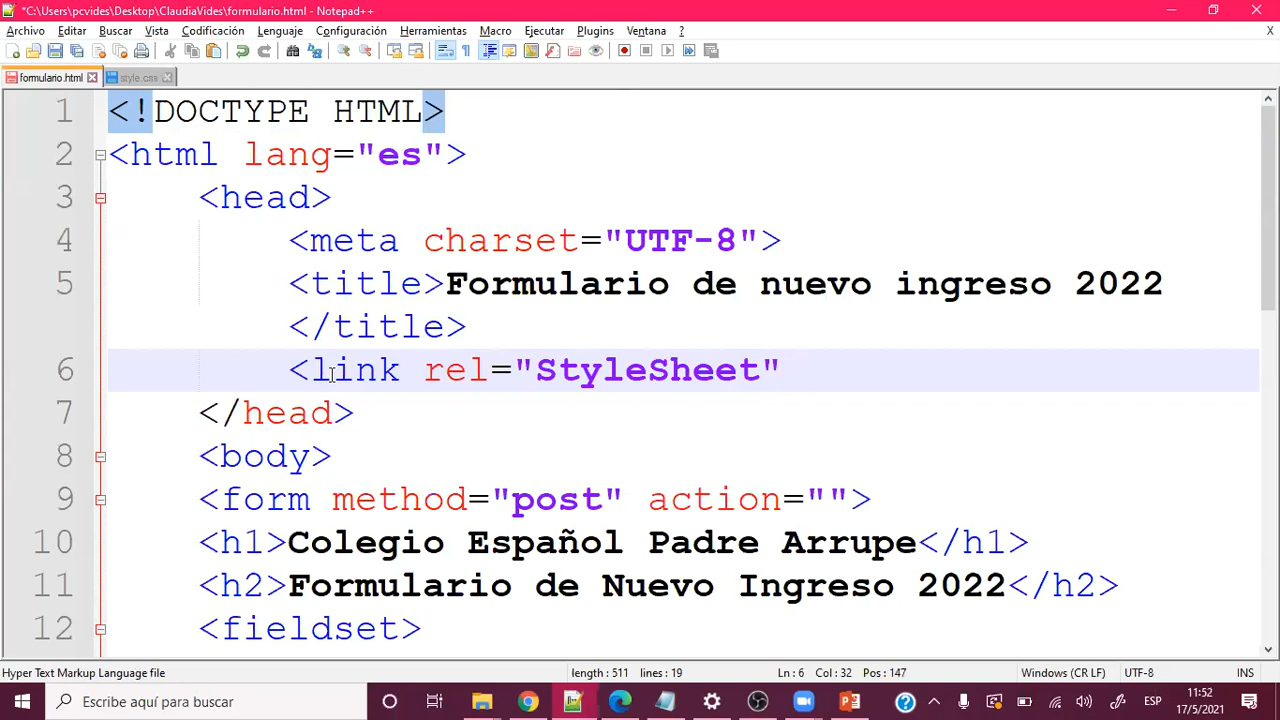 *C:\Users\pcvides\Desktop\ClaudiaVides\formulario.html - Notepad++
Archivo Editar Buscar Vista Codificación Lenguaje Configuración Herramientas Macro Ejecutar Plugins Ventana ? X
formulario.html style.css
1 <!DOCTYPE HTML>
2 <html lang="es">
3 <head>
4 <meta charset="UTF-8">
5 <title>Formulario de nuevo ingreso 2022
</title>
6 <link rel="StyleSheet"
7 </head>
8 <body>
9 <form method="post" action="">
10 <h1>Colegio Español Padre Arrupe</h1>
11 <h2>Formulario de Nuevo Ingreso 2022</h2>
12 <fieldset>
Hyper Text Markup Language file length : 511 lines : 19 Ln : 6 Col : 32 Pos : 147 Windows (CR LF) UTF-8 INS
Escribe aquí para buscar ESP 11:52
17/5/2021